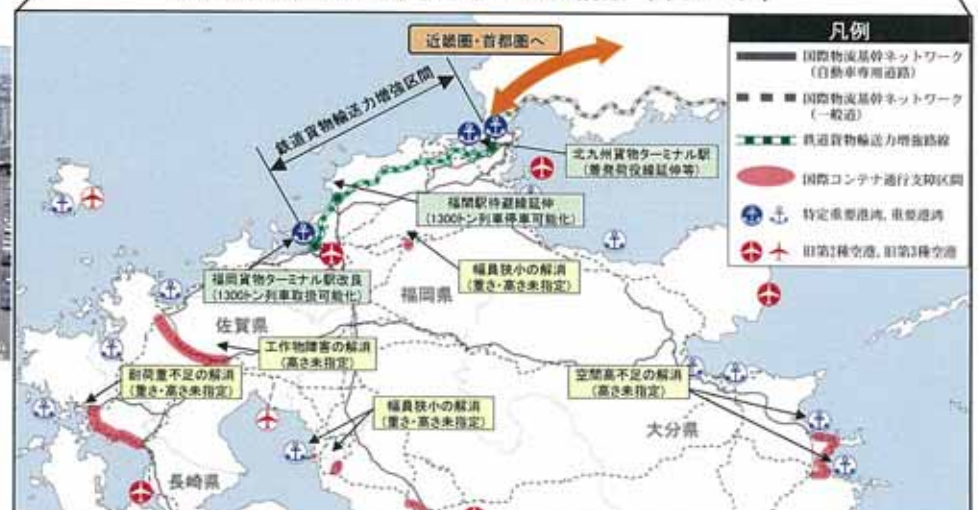 近畿圏・首都圏へ
鉄道貨物輸送力増強区間
凡例
国際物流基幹ネットワーク
(自動車専用道路)
国際物流基幹ネットワーク
(一般道)
鉄道貨物輸送力増強路線
国際コンテナ通行支障区間
特定重要港湾, 重要港湾
旧第2種空港, 旧第3種空港
北九州貨物ターミナル駅
(着発荷役線延伸等)
福間駅待避線延伸
(1300トン列車停車可能化)
福岡貨物ターミナル駅改良
(1300トン列車取扱可能化)
幅員狭小の解消
(重さ・高さ未指定)
福岡県
佐賀県
工作物障害の解消
(高さ未指定)
耐荷重不足の解消
(重さ・高さ未指定)
空間高不足の解消
(高さ未指定)
幅員狭小の解消
(重さ・高さ未指定)
大分県
長崎県